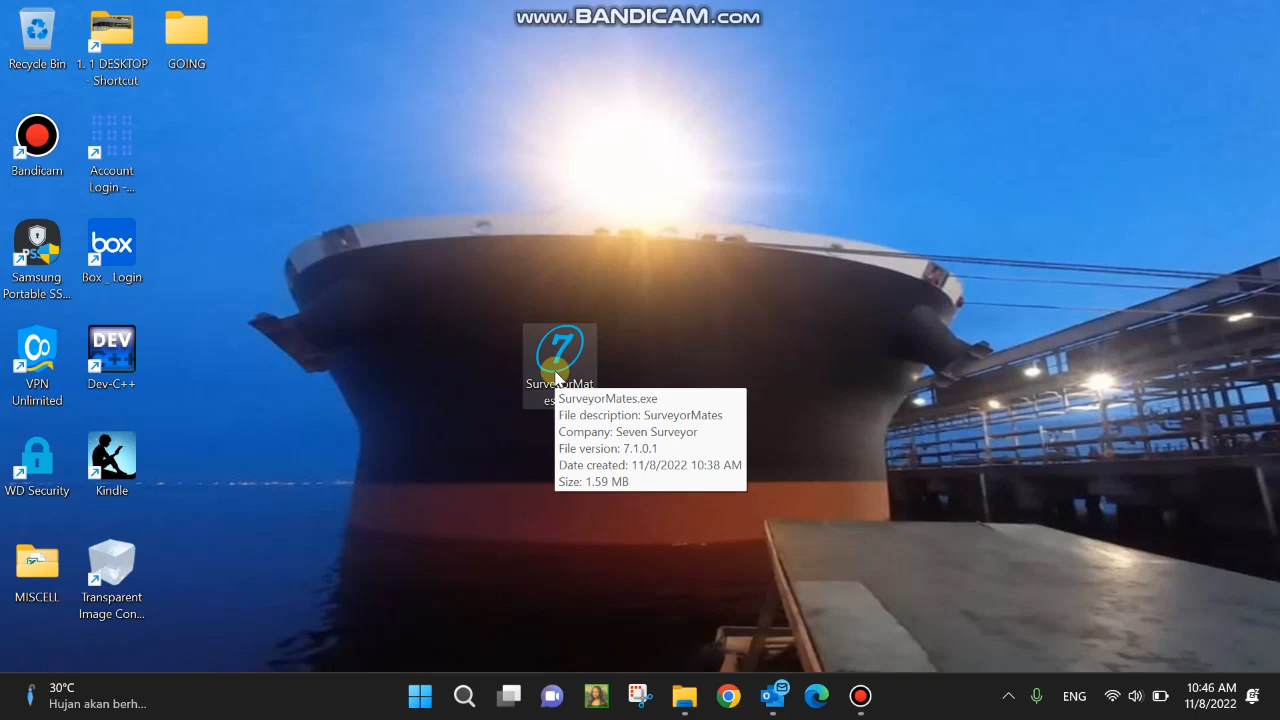 www.BANDICAM.com
Recycle Bin
1. 1 DESKTOP
- Shortcut
GOING
Bandicam
Account
Login -...
Samsung
Portable SS...
box
Box _ Login
VPN
Unlimited
DEV
C++
Dev-C++
WD Security
Kindle
MISCELL
Transparent
Image Con...
7
SurveyorMat
es
SurveyorMates.exe
File description: SurveyorMates
Company: Seven Surveyor
File version: 7.1.0.1
Date created: 11/8/2022 10:38 AM
Size: 1.59 MB
30°C
Hujan akan berh...
ENG
10:46 AM
11/8/2022